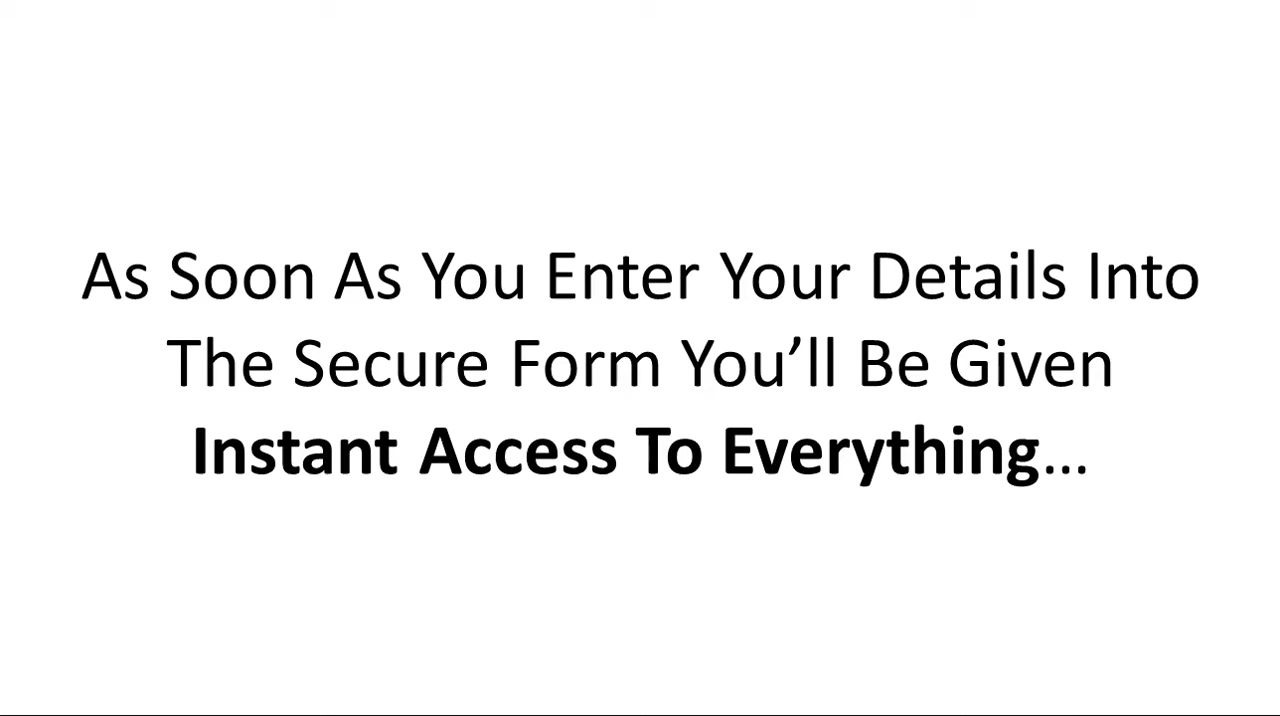 As Soon As You Enter Your Details Into
The Secure Form You’ll Be Given
Instant Access To Everything...